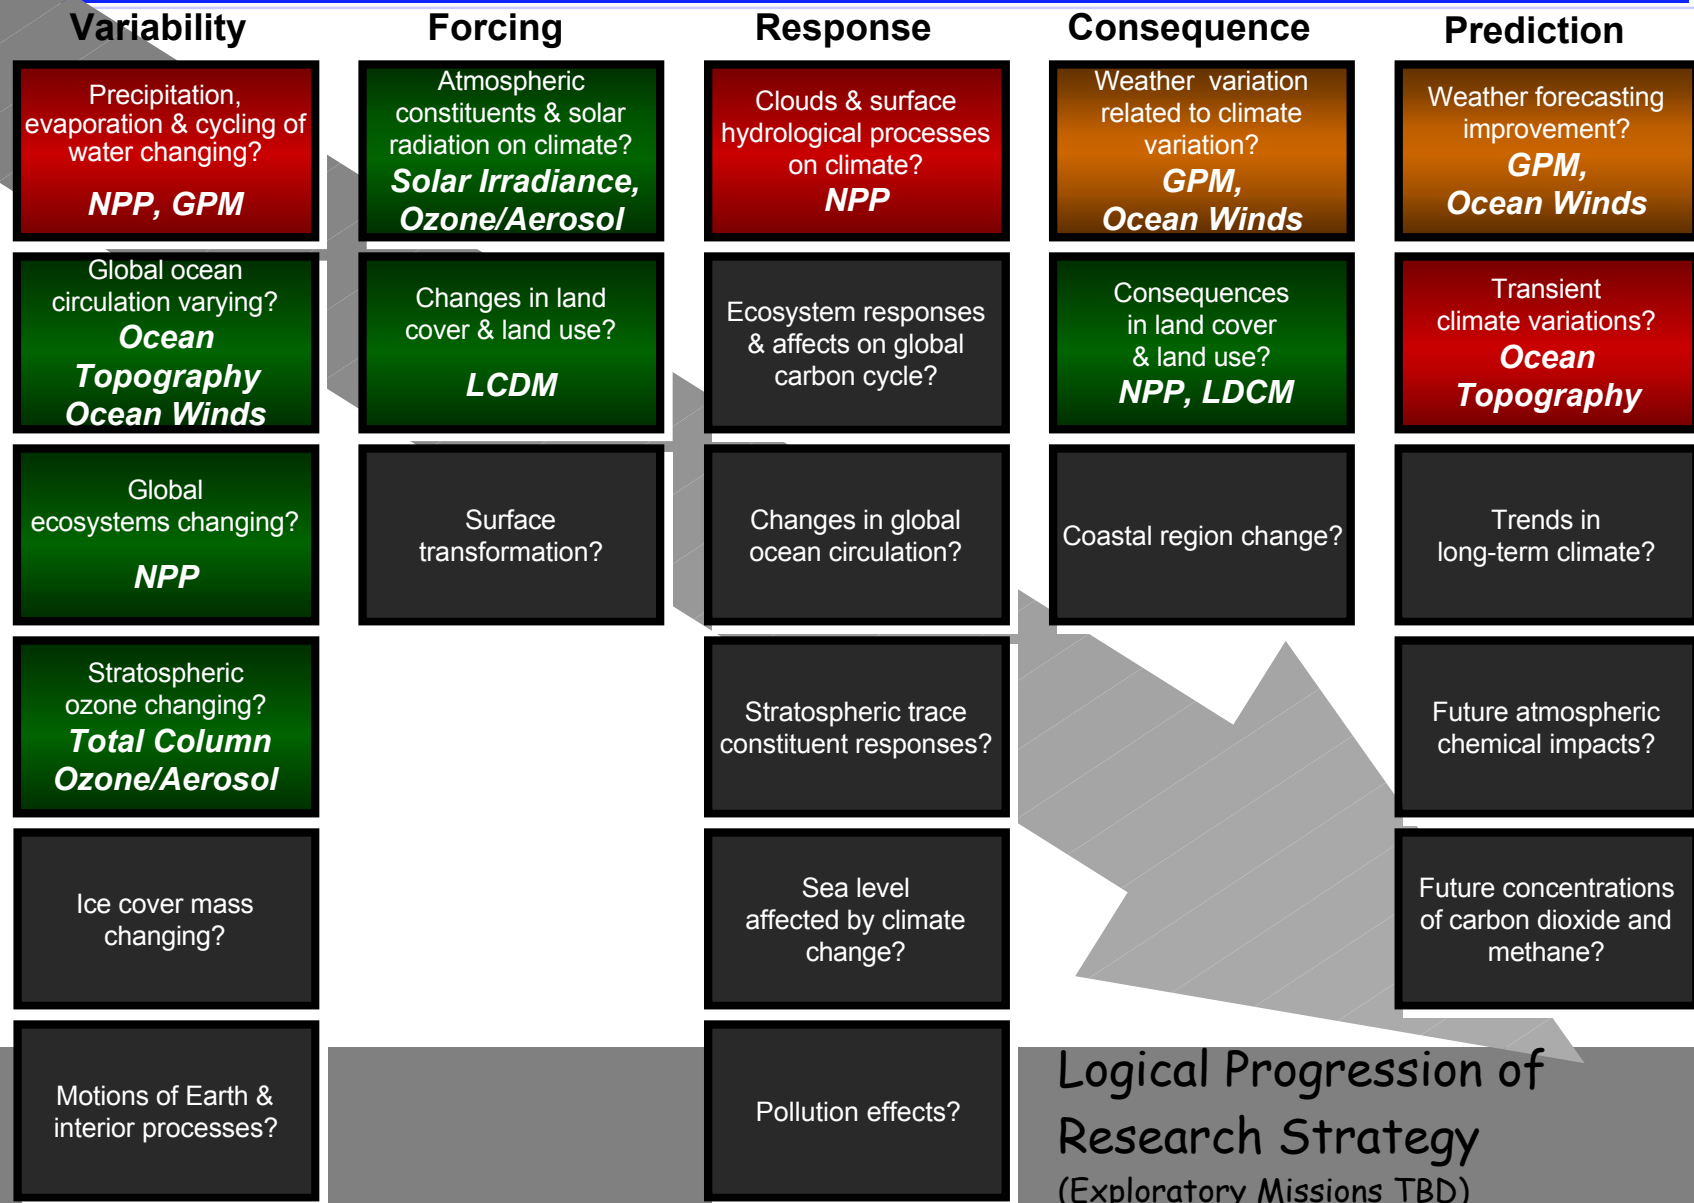 Variability
Precipitation,
evaporation & cycling of
water changing?
NPP, GPM
Global ocean
circulation varying?
Ocean
Topography
Ocean Winds
Global
ecosystems changing?
NPP
Stratospheric
ozone changing?
Total Column
Ozone/Aerosol
Ice cover mass
changing?
Motions of Earth &
interior processes?
Forcing
Atmospheric
constituents & solar
radiation on climate?
Solar Irradiance,
Ozone/Aerosol
Changes in land
cover & land use?
LCDM
Surface
transformation?
Response
Clouds & surface
hydrological processes
on climate?
NPP
Ecosystem responses
& affects on global
carbon cycle?
Changes in global
ocean circulation?
Stratospheric trace
constituent responses?
Sea level
affected by climate
change?
Pollution effects?
Consequence
Weather variation
related to climate
variation?
GPM,
Ocean Winds
Consequences
in land cover
& land use?
NPP, LDCM
Coastal region change?
Prediction
Weather forecasting
improvement?
GPM,
Ocean Winds
Transient
climate variations?
Ocean
Topography
Trends in
long-term climate?
Future atmospheric
chemical impacts?
Future concentrations
of carbon dioxide and
methane?
Logical Progression of
Research Strategy
(Exploratory Missions TBD)